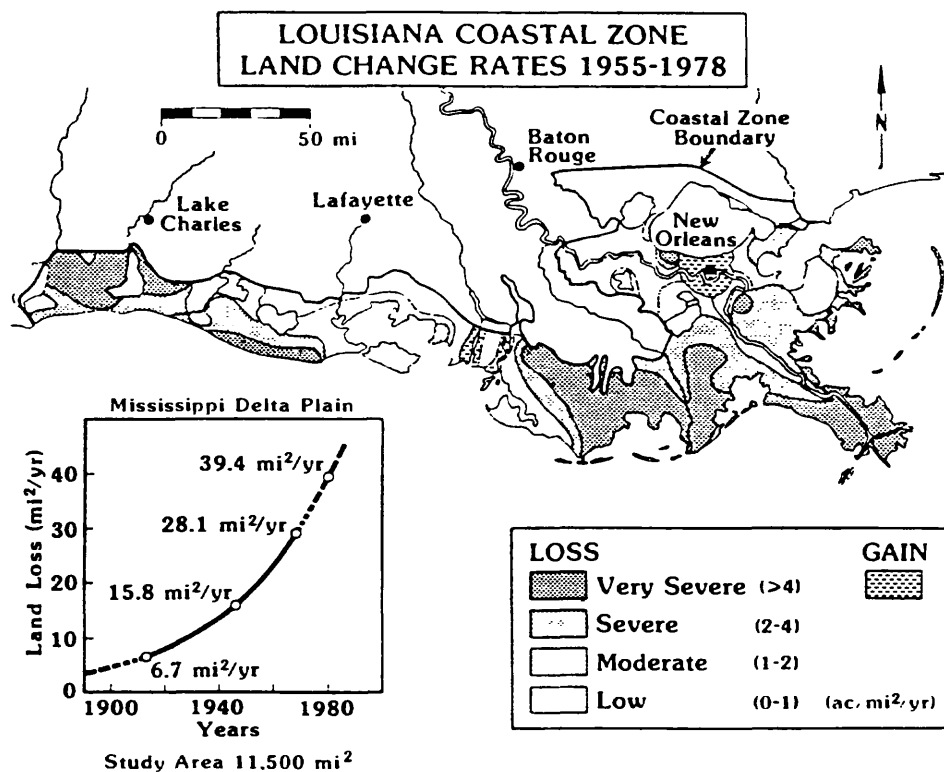 LOUISIANA COASTAL ZONE
LAND CHANGE RATES 1955-1978
0 50 mi
Baton
Rouge
Coastal Zone
Boundary
N
Lake
Charles
Lafayette
New
Orleans
Mississippi Delta Plain
Land Loss (mi²/yr)
40
30
20
10
0
39.4 mi²/yr
28.1 mi²/yr
15.8 mi²/yr
6.7 mi²/yr
1900 1940 1980
Years
Study Area 11,500 mi²
LOSS GAIN
Very Severe (>4)
Severe (2-4)
Moderate (1-2)
Low (0-1) (ac/mi²/yr)